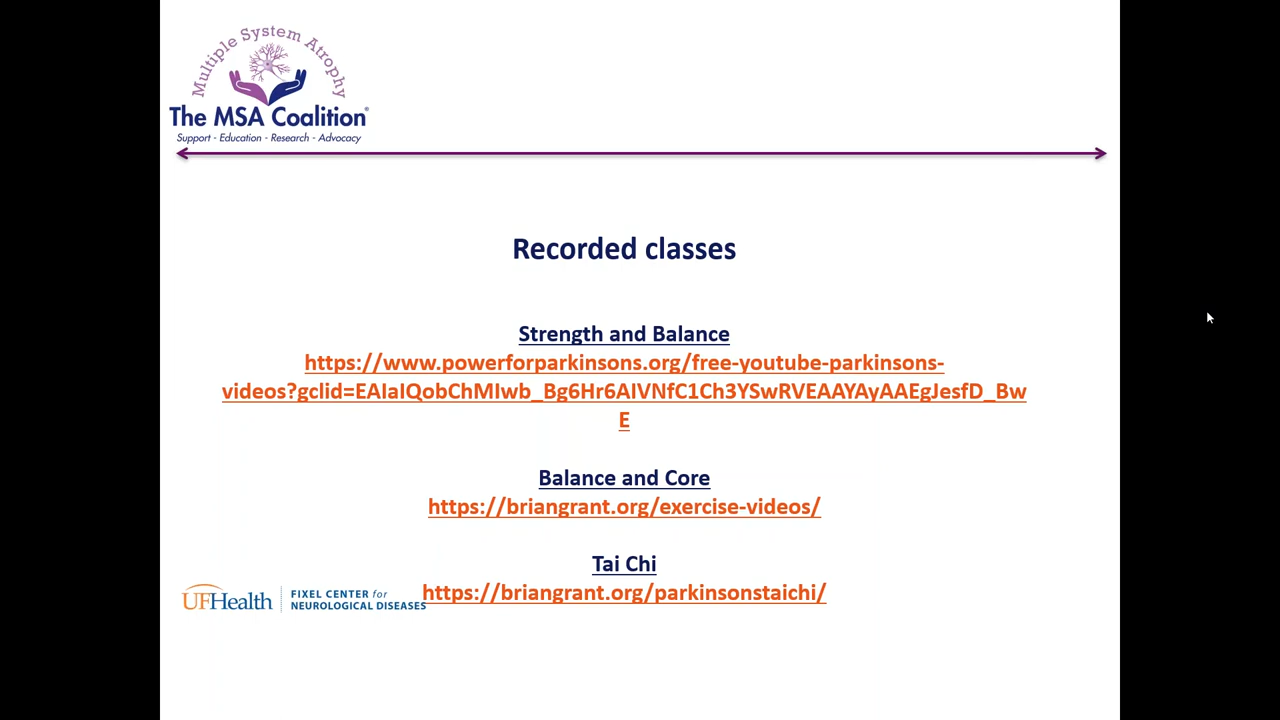 Multiple System Atrophy
The MSA Coalition®
Support - Education - Research - Advocacy
Recorded classes
Strength and Balance
https://www.powerforparkinsons.org/free-youtube-parkinsons-
videos?gclid=EAIaIQobChMIwb_Bg6Hr6AIVNfC1Ch3YSwRVEAAYAyAAEgJesfD_Bw
E
Balance and Core
https://briangrant.org/exercise-videos/
Tai Chi
https://briangrant.org/parkinsonstaichi/
UFHealth
FIXEL CENTER for
NEUROLOGICAL DISEASES